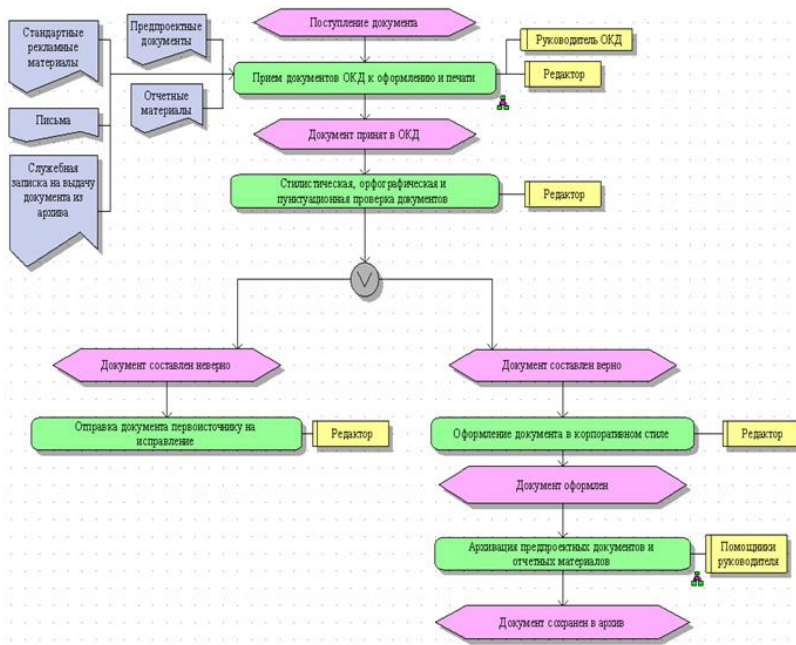 Стандартные
рекламные
материалы
Предпроектные
документы
Поступление документа
Руководитель ОКД
Прием документов ОКД к оформлению и печати
Редактор
Отчетные
материалы
Письма
Документ принят в ОКД
Служебная
записка на выдачу
документа из
архива
Стилистическая, орфографическая и
пунктуационная проверка документов
Редактор
Документ составлен неверно
Документ составлен верно
Отправка документа первоисточнику на
исправление
Редактор
Оформление документа в корпоративном стиле
Редактор
Документ оформлен
Архивация предпроектных документов и
отчетных материалов
Помощники
руководителя
Документ сохранен в архив